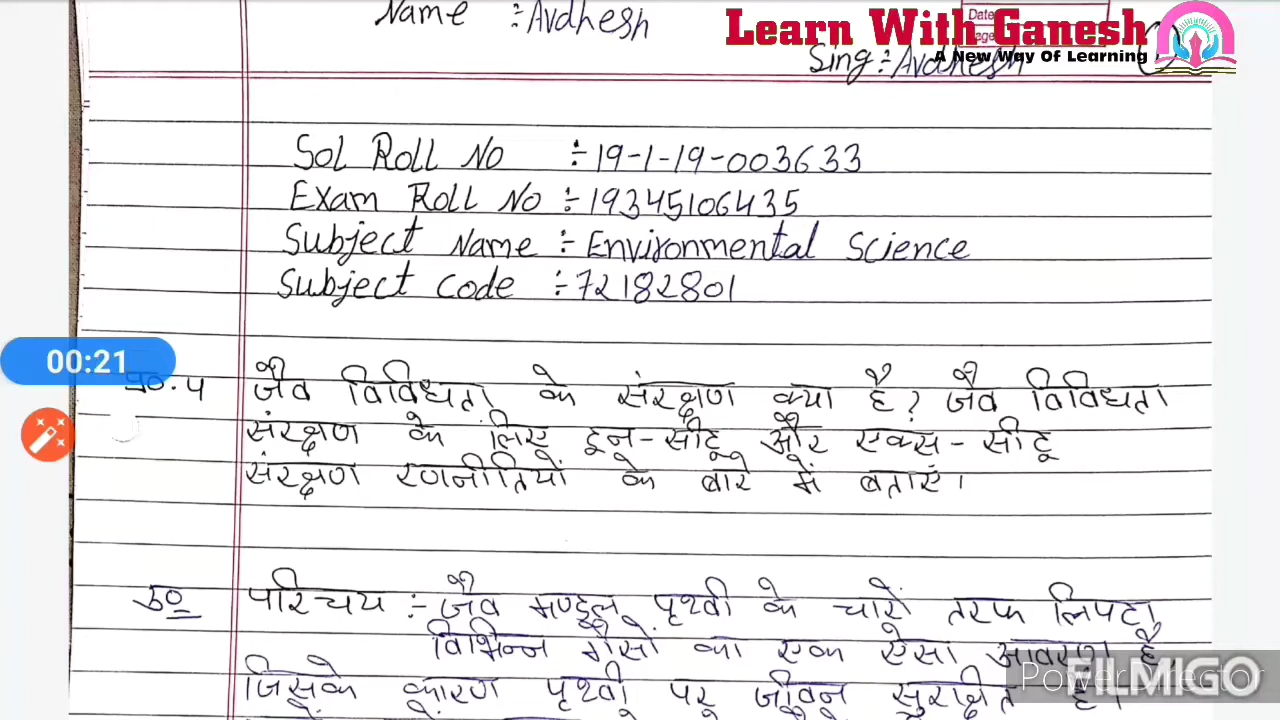 Name :- Avdhesh
Learn With Ganesh
A New Way Of Learning
Date
Page
Sing :- Avdhesh
Sol Roll No :- 19-1-19-003633
Exam Roll No :- 19345106435
Subject Name :- Environmental Science
Subject Code :- 72182801
00:21
प्र०.4 जैव विविधता के संरक्षण क्या है? जैव विविधता
संरक्षण के लिए इन-सीटू और एक्स-सीटू
संरक्षण रणनीतियों के बारे में बताएं।
उ० परिचय :- जैव मण्डल पृथ्वी के चारों तरफ लिपटा
विभिन्न गैसों का एक ऐसा आवरण है,
जिसके कारण पृथ्वी पर जीवन सुरक्षित है।
FILMIGO
PowerDirector